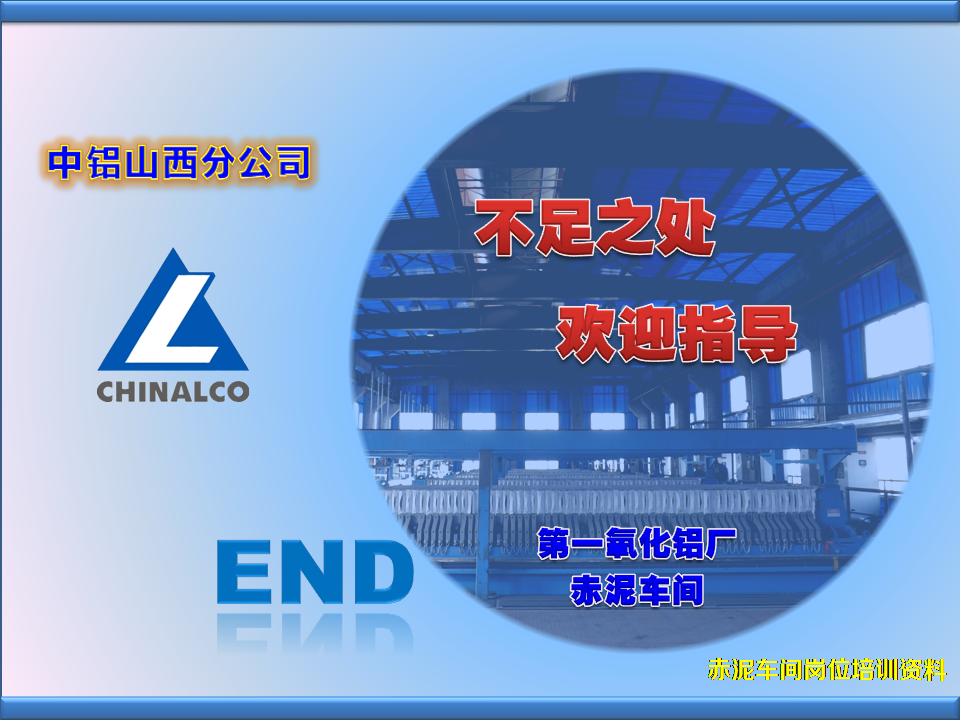 中铝山西分公司
不足之处
欢迎指导
CHINALCO
END
第一氧化铝厂
赤泥车间
赤泥车间岗位培训资料